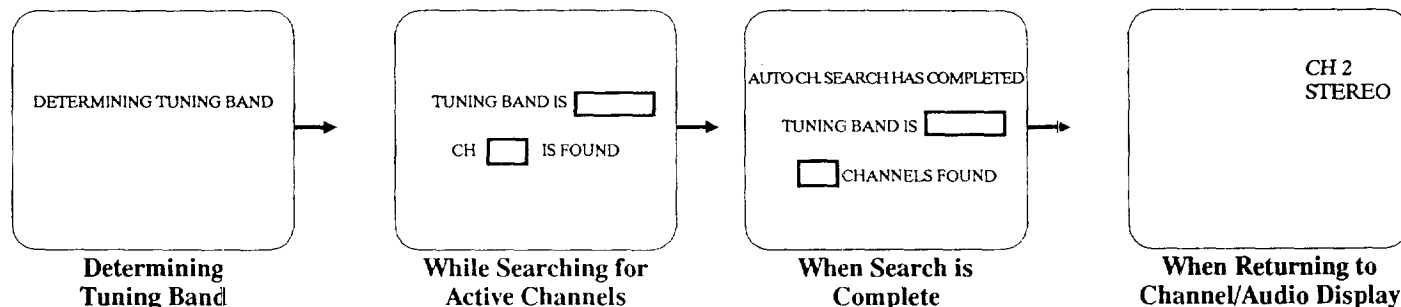 DETERMINING TUNING BAND
Determining
Tuning Band
TUNING BAND IS
CH IS FOUND
While Searching for
Active Channels
AUTO CH. SEARCH HAS COMPLETED
TUNING BAND IS
CHANNELS FOUND
When Search is
Complete
CH 2
STEREO
When Returning to
Channel/Audio Display